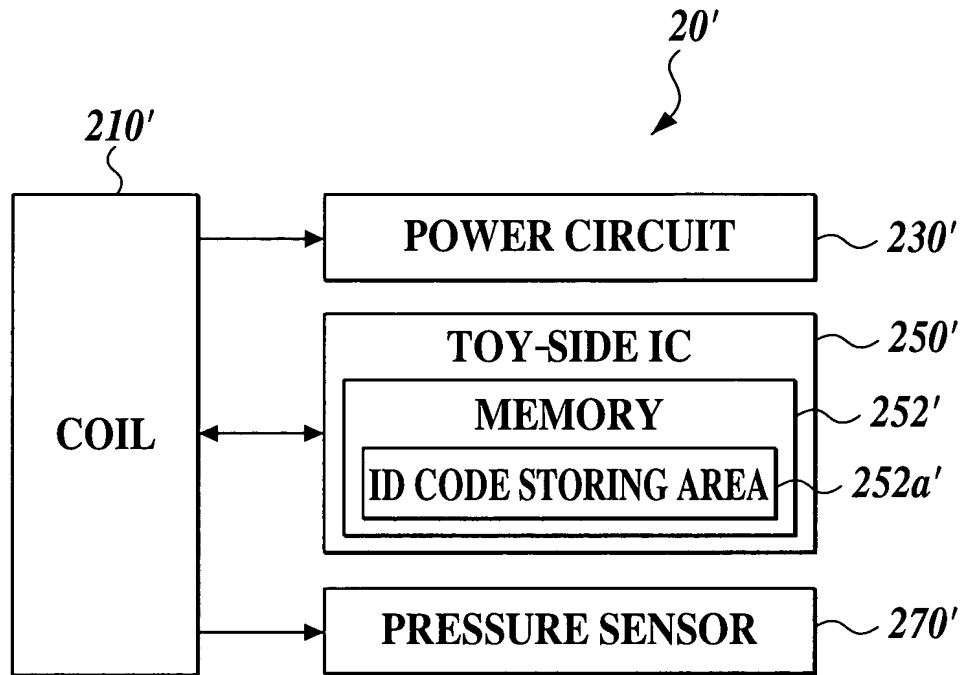 20'
210'
POWER CIRCUIT
230'
TOY-SIDE IC
250'
MEMORY
252'
COIL
ID CODE STORING AREA
252a'
PRESSURE SENSOR
270'